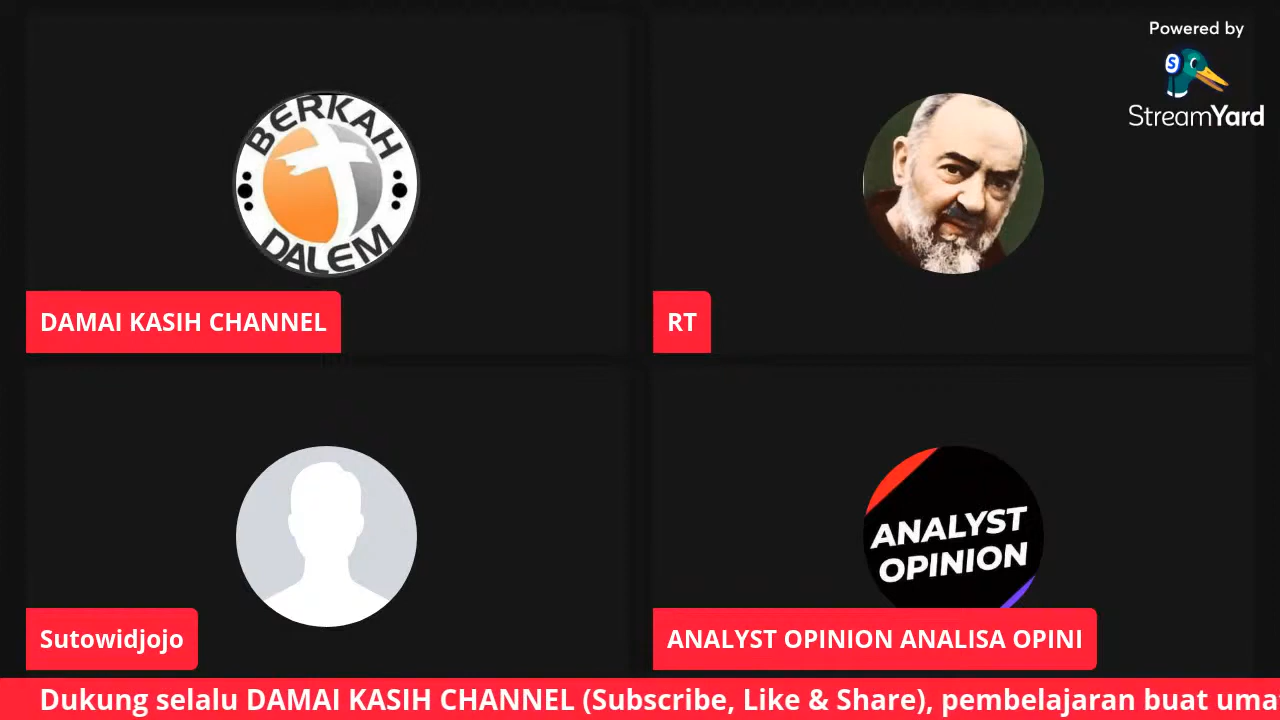 Powered by
StreamYard
BERKAH
DALEM
DAMAI KASIH CHANNEL
RT
ANALYST
OPINION
Sutowidjojo
ANALYST OPINION ANALISA OPINI
Dukung selalu DAMAI KASIH CHANNEL (Subscribe, Like & Share), pembelajaran buat uma